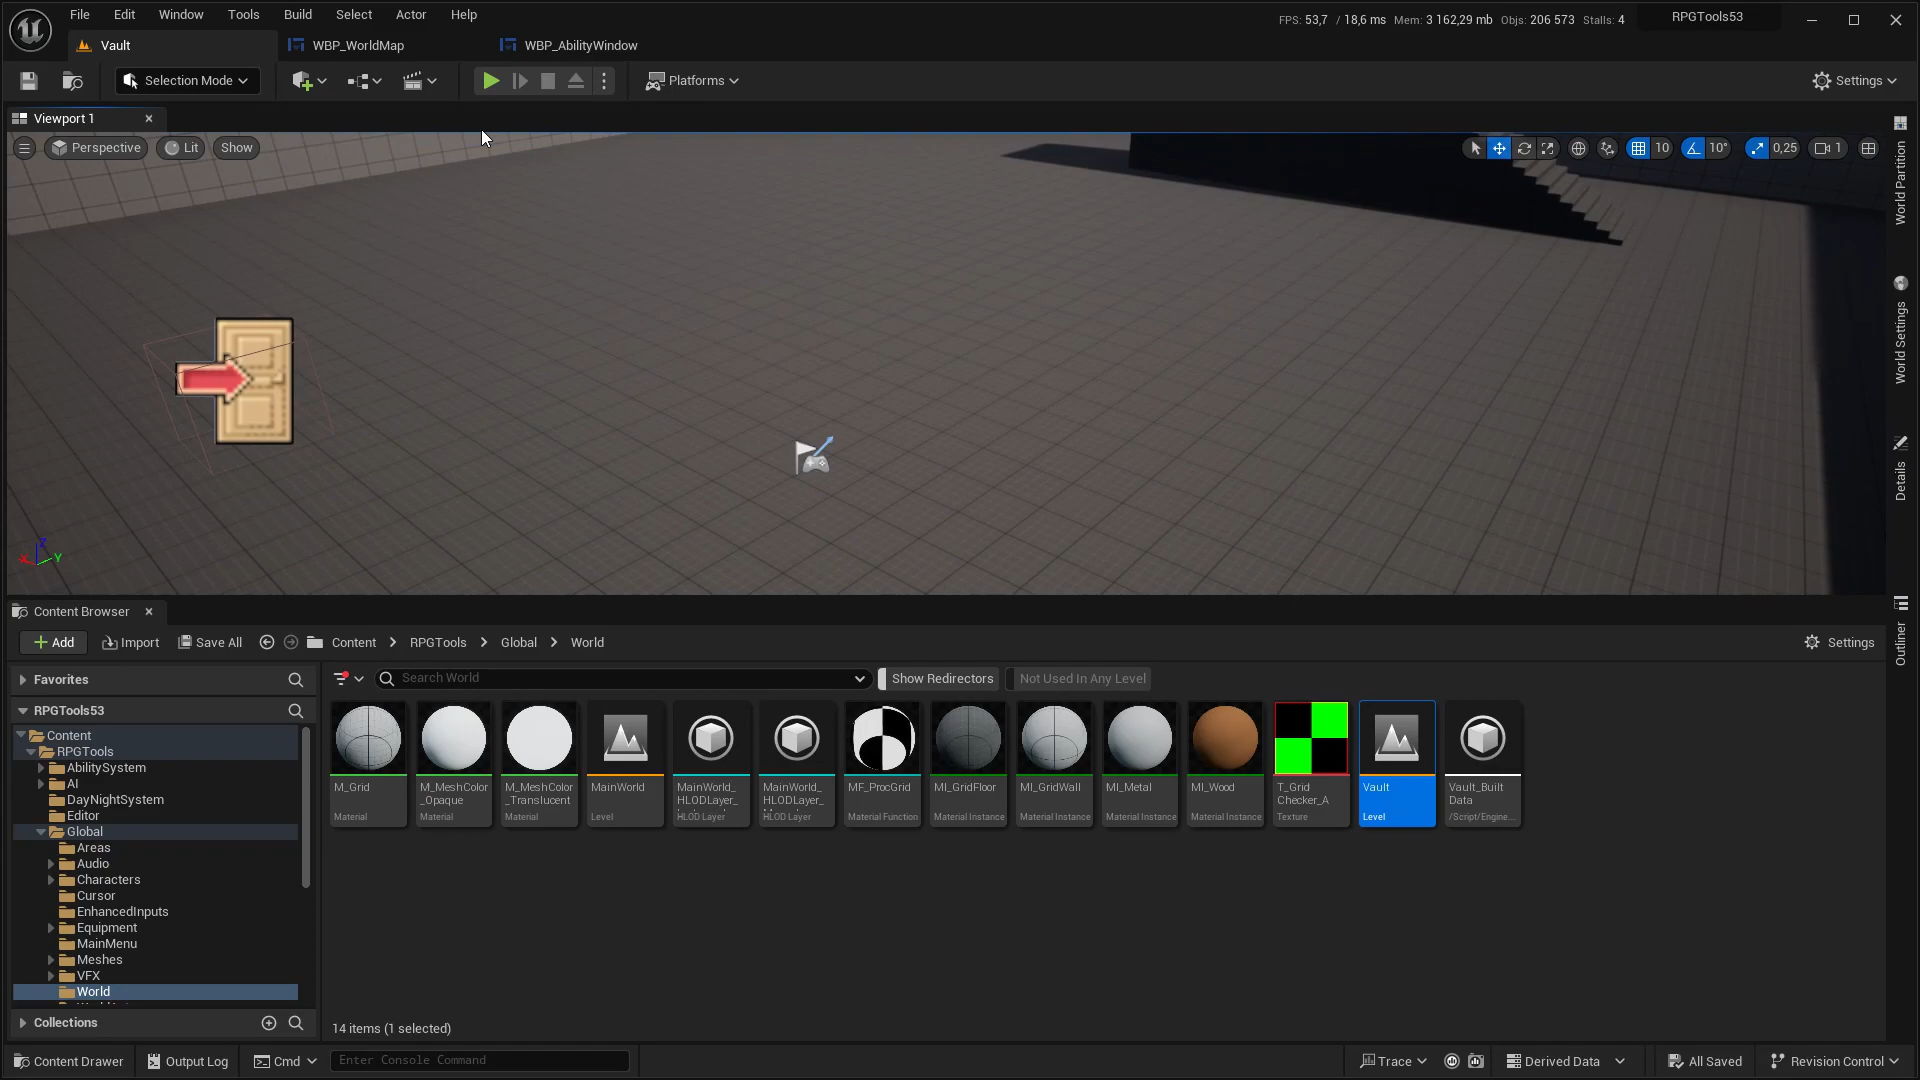 File Edit Window Tools Build Select Actor Help
FPS: 53,7 / 18,6 ms Mem: 3 162,29 mb Objs: 206 573 Stalls: 4 RPGTools53
Vault WBP_WorldMap WBP_AbilityWindow
Selection Mode Platforms Settings
Viewport 1
Perspective Lit Show 10 10° 0,25 1
World Partition
World Settings
Details
Outliner
X Z Y
Content Browser
Add Import Save All Content RPGTools Global World Settings
Favorites
Search World Show Redirectors Not Used In Any Level
RPGTools53
Content
RPGTools
AbilitySystem
AI
DayNightSystem
Editor
Global
Areas
Audio
Characters
Cursor
EnhancedInputs
Equipment
MainMenu
Meshes
VFX
World
Collections
M_Grid
Material
M_MeshColor
_Opaque
Material
M_MeshColor
_Translucent
Material
MainWorld
Level
MainWorld_
HLODLayer_
HLOD Layer
MainWorld_
HLODLayer_
HLOD Layer
MF_ProcGrid
Material Function
MI_GridFloor
Material Instance
MI_GridWall
Material Instance
MI_Metal
Material Instance
MI_Wood
Material Instance
T_Grid
Checker_A
Texture
Vault
Level
Vault_Built
Data
/Script/Engine...
14 items (1 selected)
Content Drawer Output Log Cmd Enter Console Command Trace Derived Data All Saved Revision Control